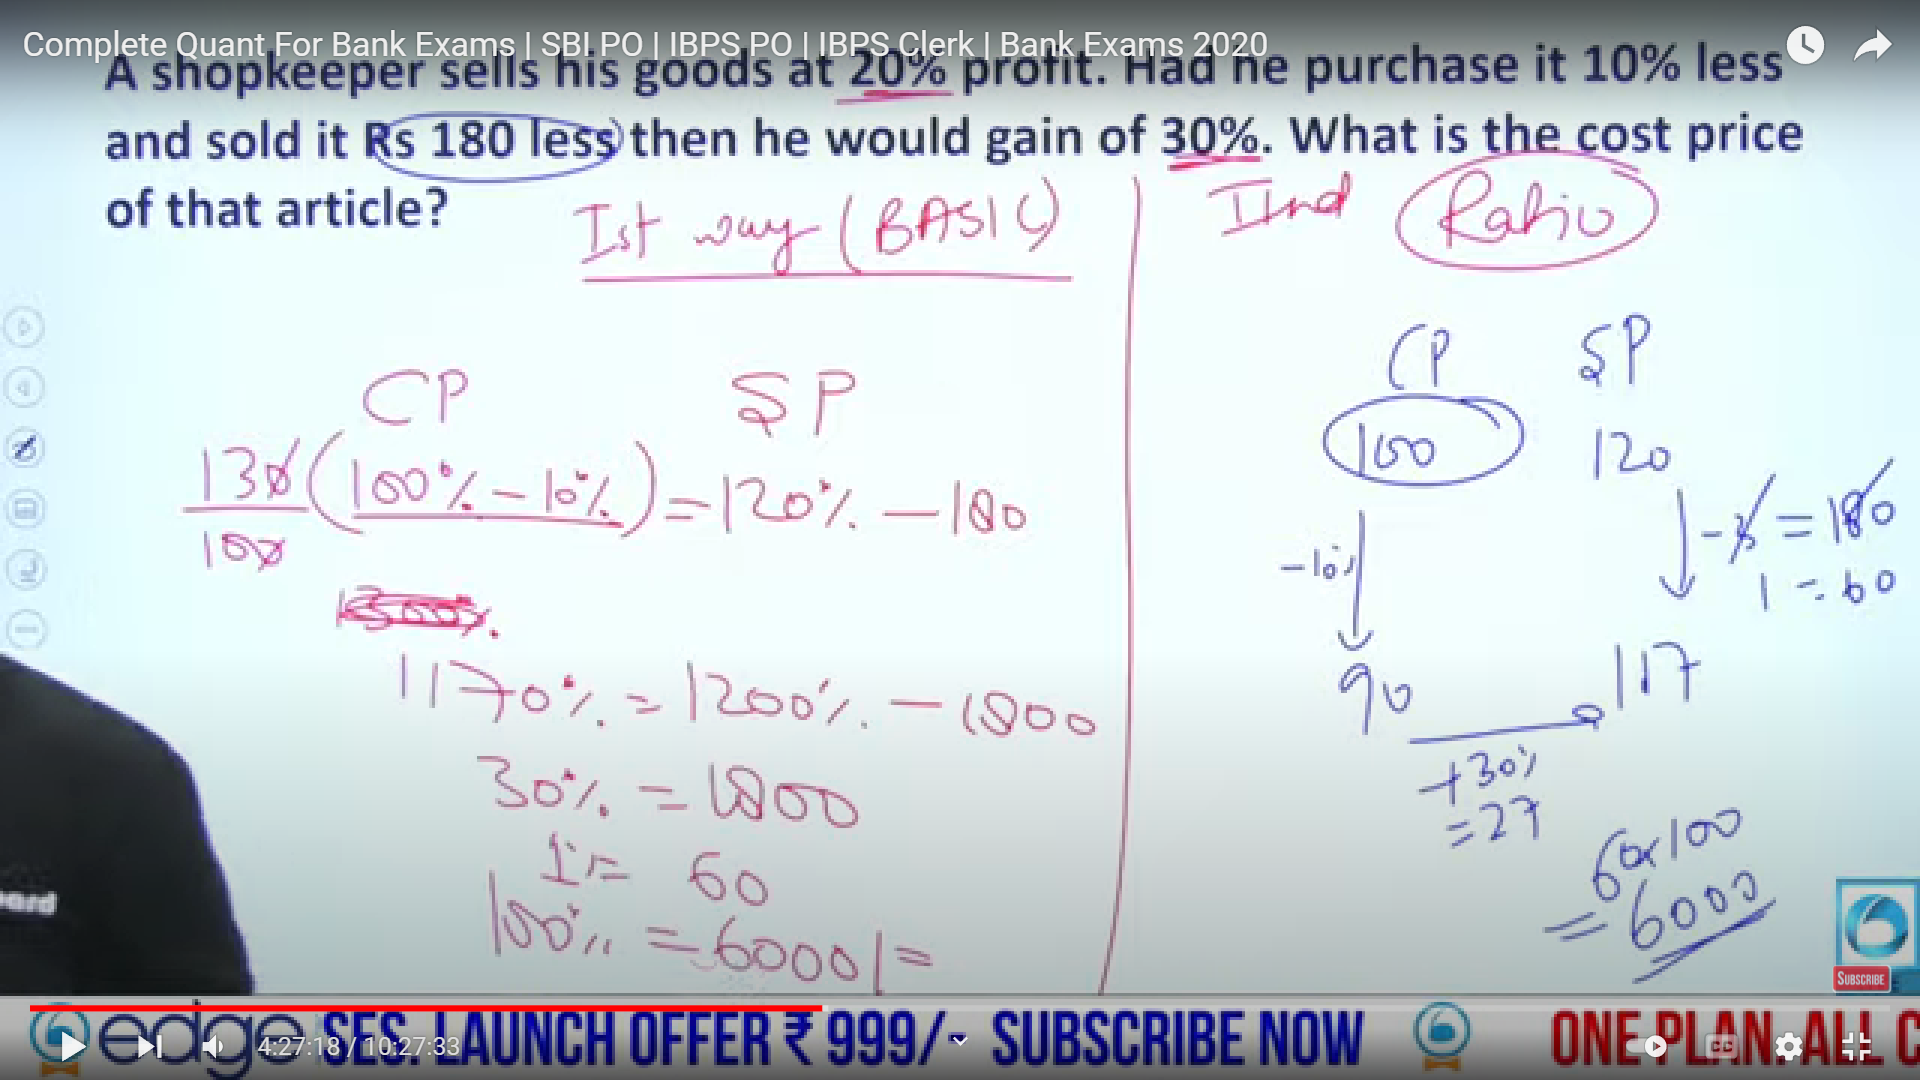 Complete Quant For Bank Exams | SBI PO | IBPS PO | IBPS Clerk | Bank Exams 2020
A shopkeeper sells his goods at 20% profit. Had he purchase it 10% less
and sold it Rs 180 less then he would gain of 30%. What is the cost price
of that article?
Ist way (BASIC)
CP SP
130/100 (100% - 10%) = 120% - 180
1170% = 1200% - 1800
30% = 1800
1% = 60
100% = 6000/=
IInd Ratio
CP SP
100 120
-10% -3 = 180
1 = 60
90 117
+30%
= 27
60x100
= 6000
SUBSCRIBE
edge SES. LAUNCH OFFER ₹ 999/- SUBSCRIBE NOW ONE PLAN. ALL C
4:27:18 / 10:27:33
CC